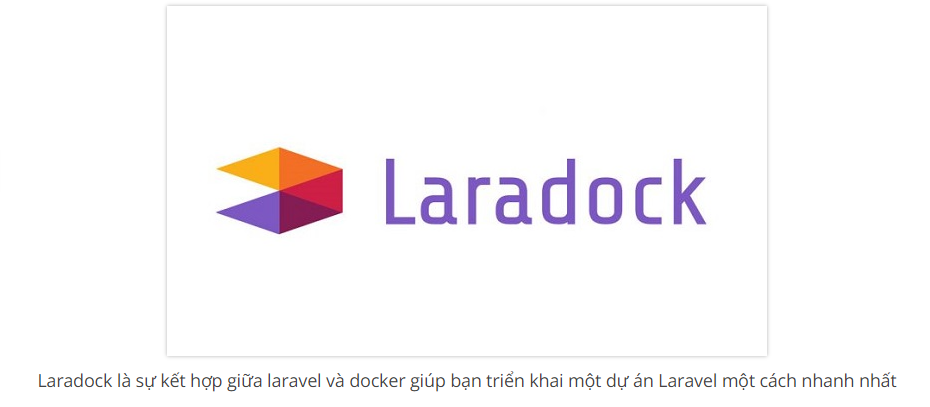 Laradock
Laradock là sự kết hợp giữa laravel và docker giúp bạn triển khai một dự án Laravel một cách nhanh nhất